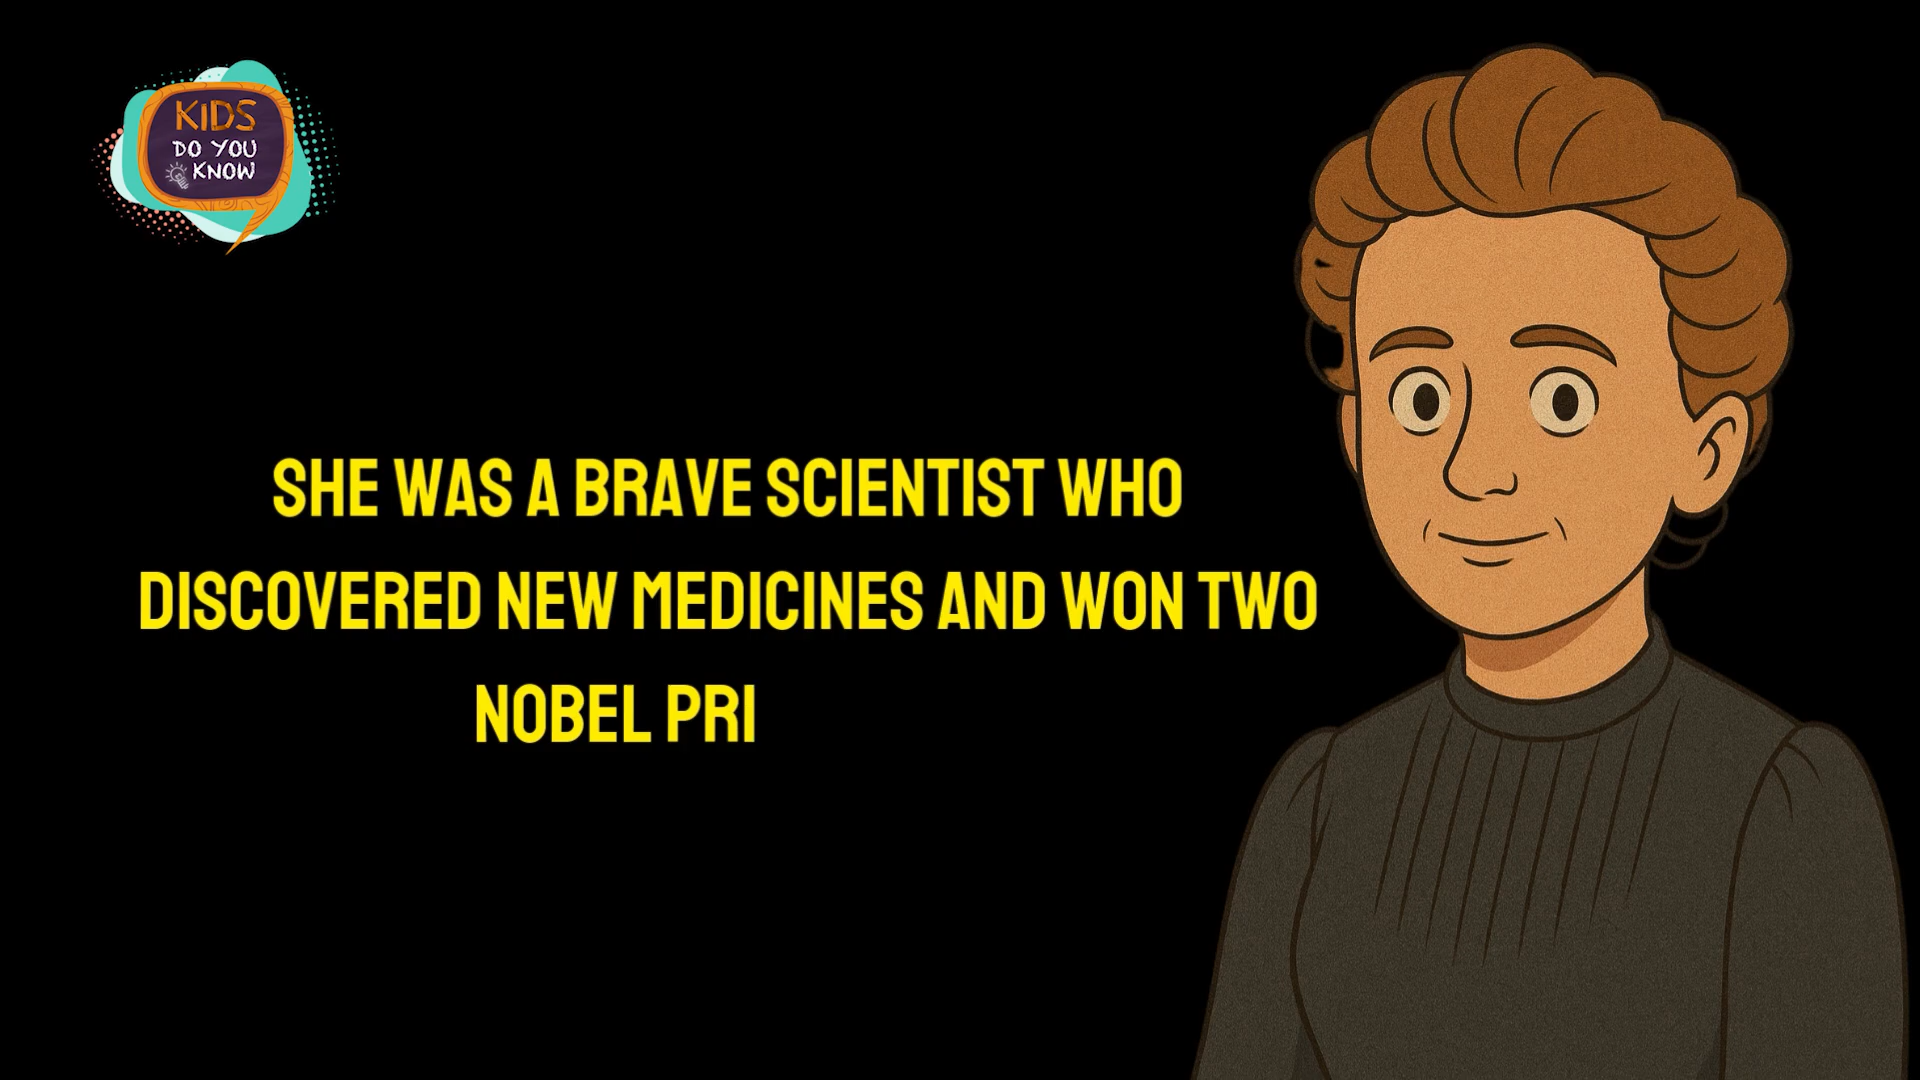 KIDS
DO YOU
KNOW
SHE WAS A BRAVE SCIENTIST WHO
DISCOVERED NEW MEDICINES AND WON TWO
NOBEL PRI